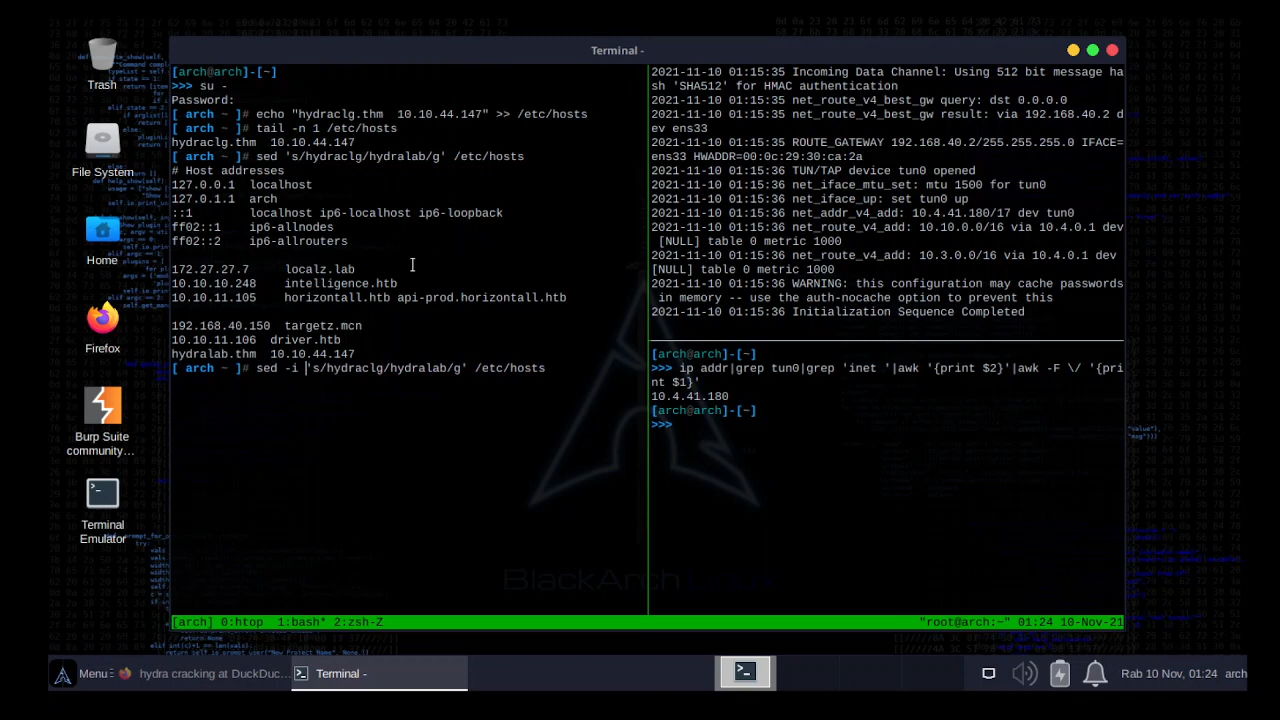 Terminal -
Trash
File System
Home
Firefox
Burp Suite
community…
Terminal
Emulator
[arch@arch]-[~]
>>> su -
Password:
[ arch ~ ]# echo "hydraclg.thm  10.10.44.147" >> /etc/hosts
[ arch ~ ]# tail -n 1 /etc/hosts
hydraclg.thm  10.10.44.147
[ arch ~ ]# sed 's/hydraclg/hydralab/g' /etc/hosts
# Host addresses
127.0.0.1  localhost
127.0.1.1  arch
::1        localhost ip6-localhost ip6-loopback
ff02::1    ip6-allnodes
ff02::2    ip6-allrouters
172.27.27.7     localz.lab
10.10.10.248    intelligence.htb
10.10.11.105    horizontall.htb api-prod.horizontall.htb
192.168.40.150  targetz.mcn
10.10.11.106  driver.htb
hydralab.thm  10.10.44.147
[ arch ~ ]# sed -i 's/hydraclg/hydralab/g' /etc/hosts
2021-11-10 01:15:35 Incoming Data Channel: Using 512 bit message ha
sh 'SHA512' for HMAC authentication
2021-11-10 01:15:35 net_route_v4_best_gw query: dst 0.0.0.0
2021-11-10 01:15:35 net_route_v4_best_gw result: via 192.168.40.2 d
ev ens33
2021-11-10 01:15:35 ROUTE_GATEWAY 192.168.40.2/255.255.255.0 IFACE=
ens33 HWADDR=00:0c:29:30:ca:2a
2021-11-10 01:15:36 TUN/TAP device tun0 opened
2021-11-10 01:15:36 net_iface_mtu_set: mtu 1500 for tun0
2021-11-10 01:15:36 net_iface_up: set tun0 up
2021-11-10 01:15:36 net_addr_v4_add: 10.4.41.180/17 dev tun0
2021-11-10 01:15:36 net_route_v4_add: 10.10.0.0/16 via 10.4.0.1 dev
 [NULL] table 0 metric 1000
2021-11-10 01:15:36 net_route_v4_add: 10.3.0.0/16 via 10.4.0.1 dev
[NULL] table 0 metric 1000
2021-11-10 01:15:36 WARNING: this configuration may cache passwords
 in memory -- use the auth-nocache option to prevent this
2021-11-10 01:15:36 Initialization Sequence Completed
[arch@arch]-[~]
>>> ip addr|grep tun0|grep 'inet '|awk '{print $2}'|awk -F \/ '{pri
nt $1}'
10.4.41.180
[arch@arch]-[~]
>>>
BlackArch
[arch] 0:htop  1:bash* 2:zsh-Z
"root@arch:~" 01:24 10-Nov-21
Menu
hydra cracking at DuckDuc…
Terminal -
Rab 10 Nov, 01:24
arch